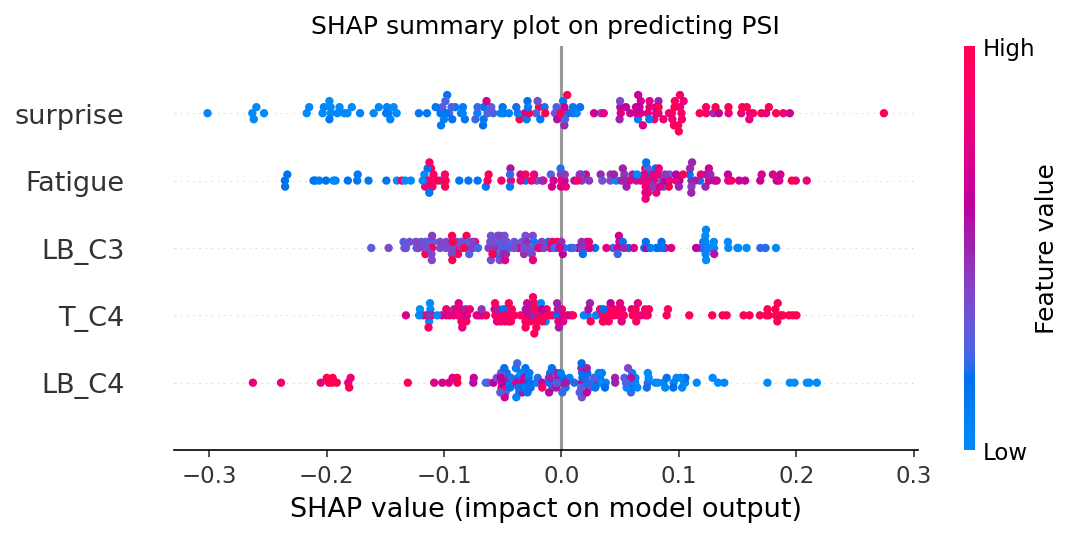 SHAP summary plot on predicting PSI
High
surprise
Fatigue
LB_C3
T_C4
LB_C4
Feature value
Low
−0.3 −0.2 −0.1 0.0 0.1 0.2 0.3
SHAP value (impact on model output)